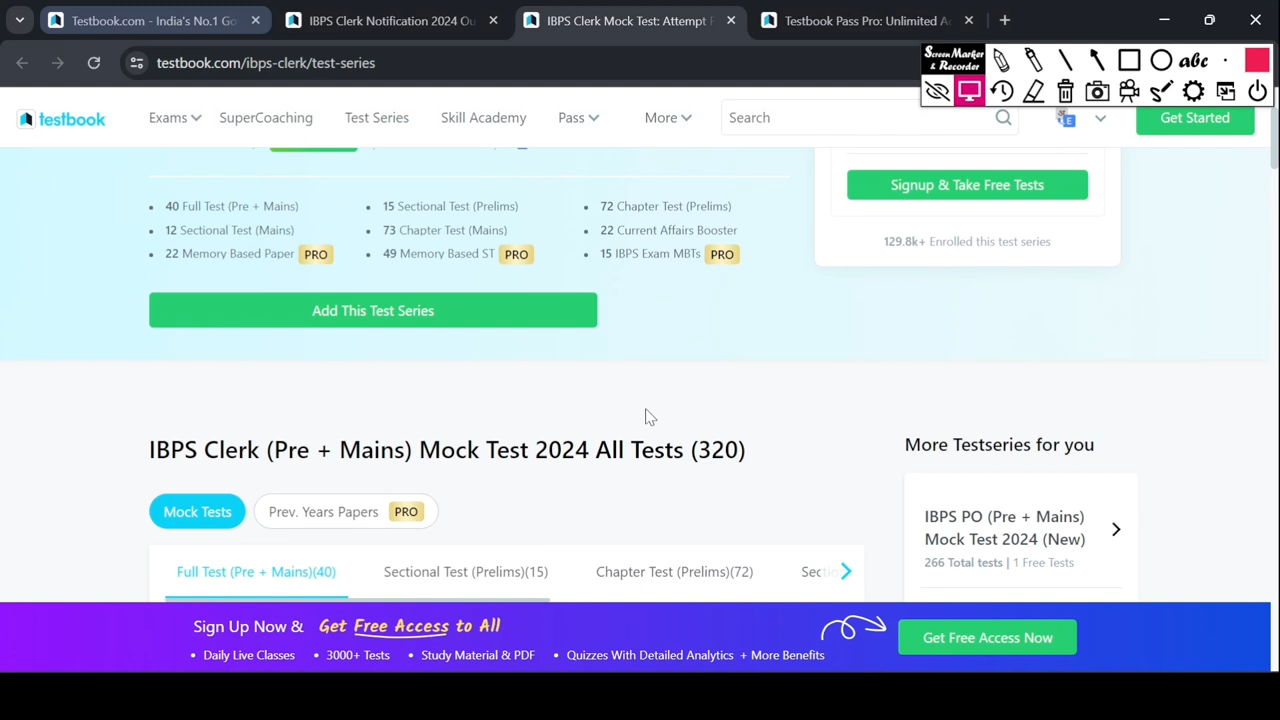 Testbook.com - India's No.1 Go
IBPS Clerk Notification 2024 Ou
IBPS Clerk Mock Test: Attempt F
Testbook Pass Pro: Unlimited Ac
testbook.com/ibps-clerk/test-series
Screen Marker
& Recorder
abc
testbook
Exams
SuperCoaching
Test Series
Skill Academy
Pass
More
Search
E
Get Started
40 Full Test (Pre + Mains)
15 Sectional Test (Prelims)
72 Chapter Test (Prelims)
12 Sectional Test (Mains)
73 Chapter Test (Mains)
22 Current Affairs Booster
22 Memory Based Paper PRO
49 Memory Based ST PRO
15 IBPS Exam MBTs PRO
Add This Test Series
Signup & Take Free Tests
129.8k+ Enrolled this test series
IBPS Clerk (Pre + Mains) Mock Test 2024 All Tests (320)
Mock Tests
Prev. Years Papers PRO
Full Test (Pre + Mains)(40)
Sectional Test (Prelims)(15)
Chapter Test (Prelims)(72)
Sectio
More Testseries for you
IBPS PO (Pre + Mains)
Mock Test 2024 (New)
266 Total tests | 1 Free Tests
Sign Up Now & Get Free Access to All
• Daily Live Classes • 3000+ Tests • Study Material & PDF • Quizzes With Detailed Analytics + More Benefits
Get Free Access Now